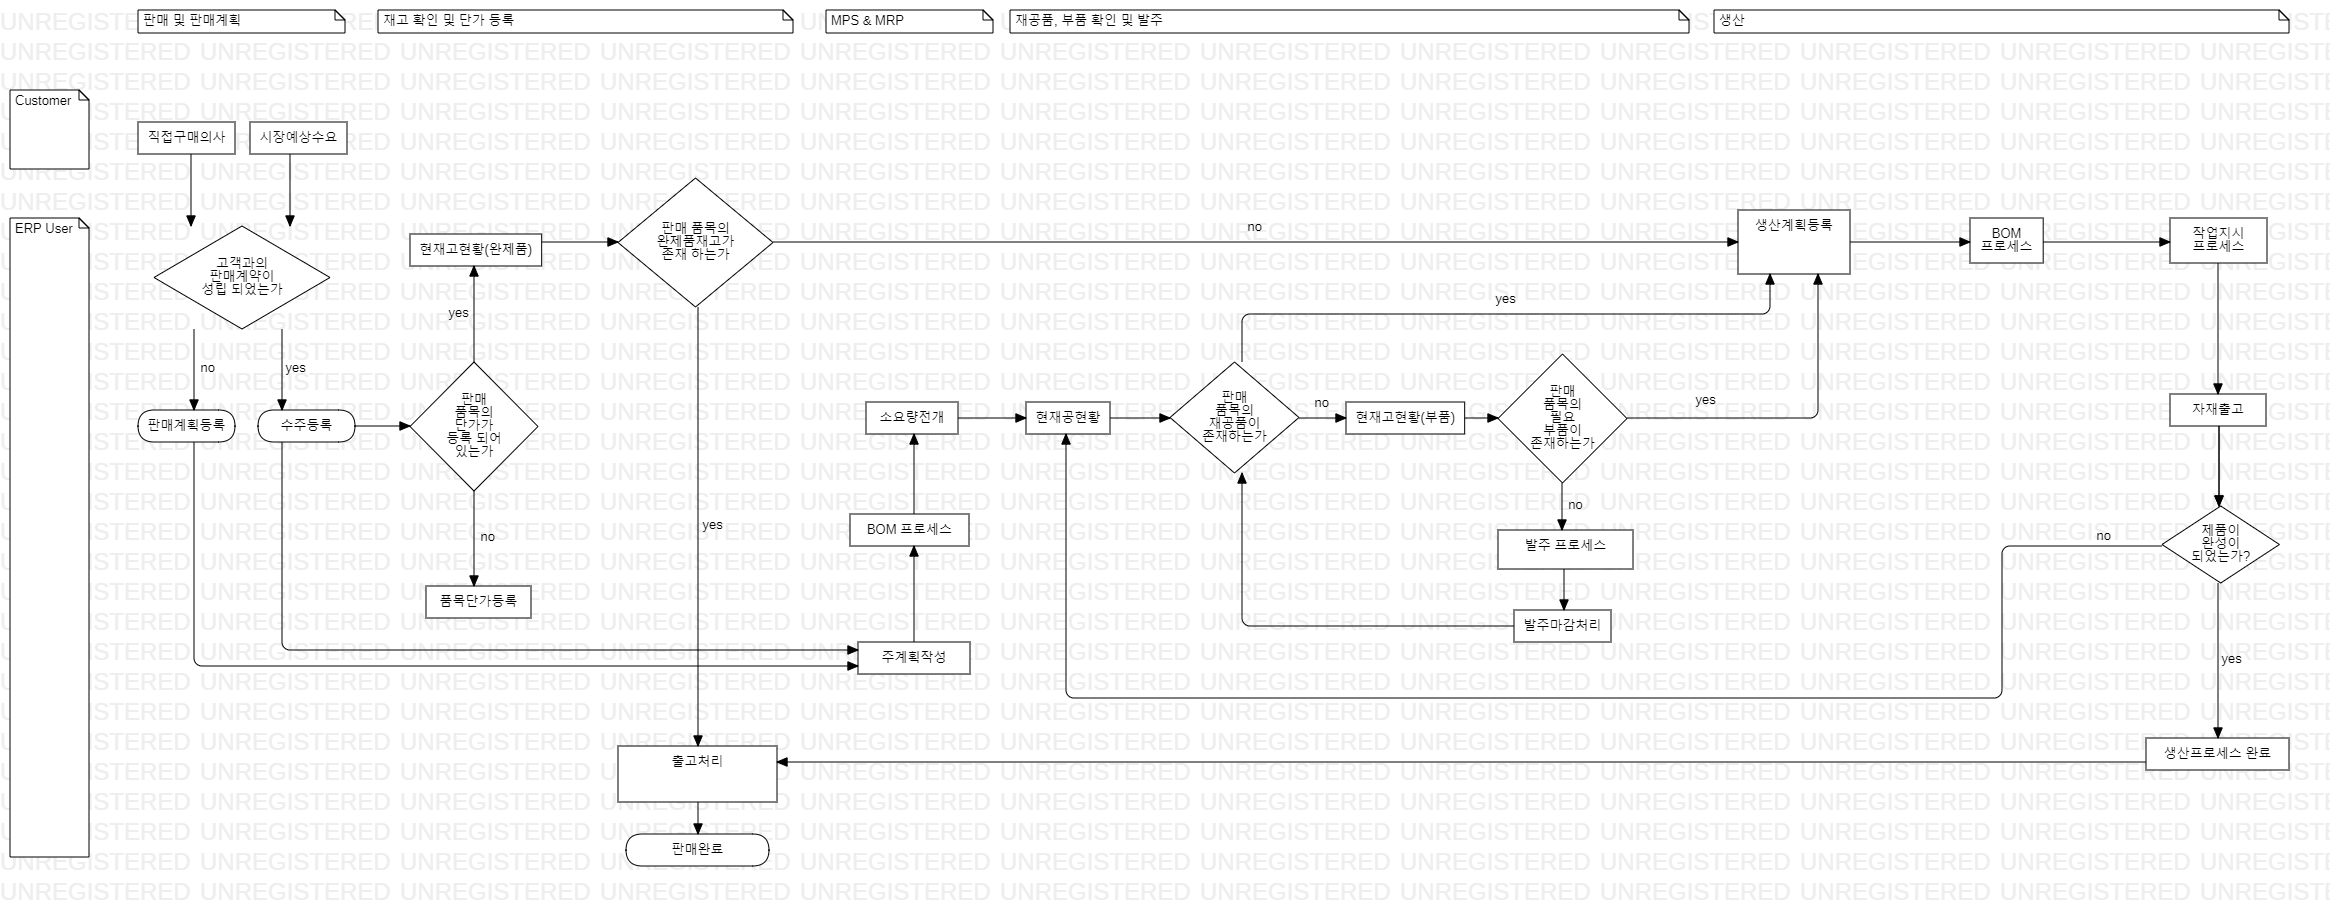 판매 및 판매계획
재고 확인 및 단가 등록
MPS & MRP
재공품, 부품 확인 및 발주
생산
Customer
직접구매의사
시장예상수요
ERP User
고객과의
판매계약이
성립 되었는가
no
yes
판매계획등록
수주등록
현재고현황(완제품)
yes
판매
품목의
단가가
등록 되어
있는가
no
품목단가등록
판매 품목의
완제품재고가
존재 하는가
no
yes
소요량전개
BOM 프로세스
주계획작성
현재공현황
판매
품목의
재공품이
존재하는가
yes
no
현재고현황(부품)
판매
품목의
필요
부품이
존재하는가
yes
no
발주 프로세스
발주마감처리
생산계획등록
BOM
프로세스
작업지시
프로세스
자재출고
제품이
완성이
되었는가?
no
yes
생산프로세스 완료
출고처리
판매완료
UNREGISTERED